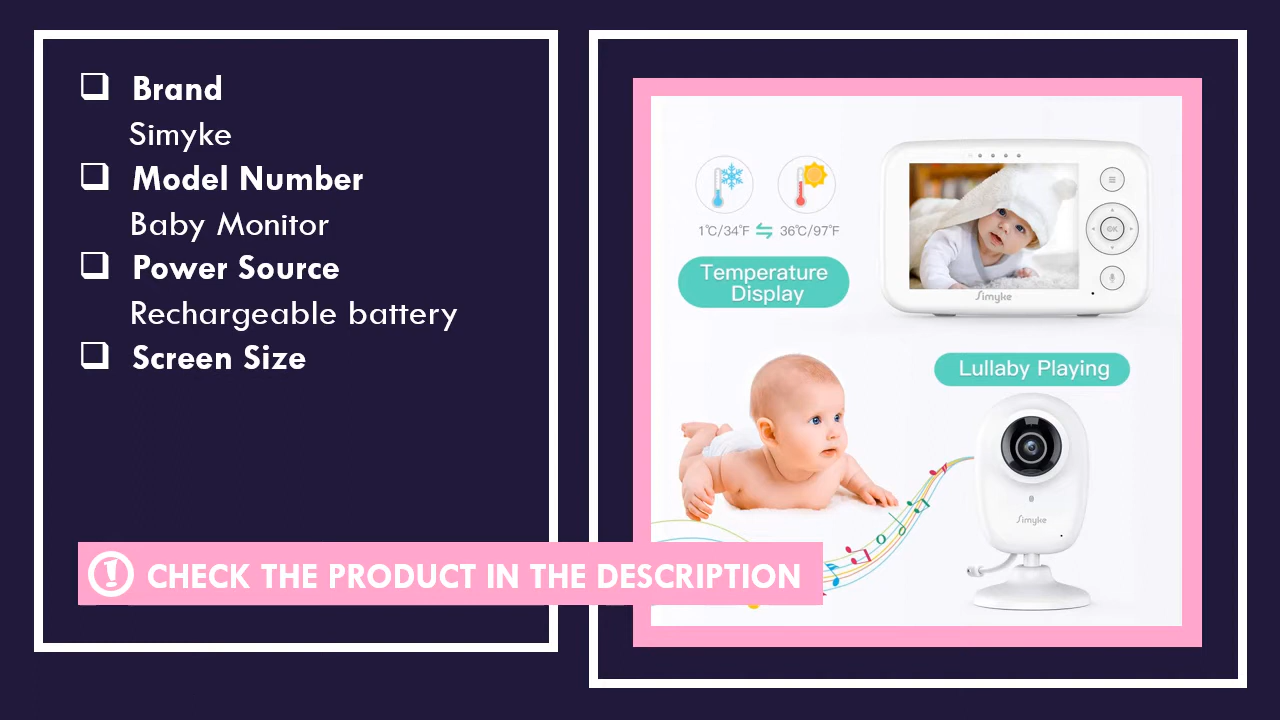 Brand
Simyke
Model Number
Baby Monitor
Power Source
Rechargeable battery
Screen Size
CHECK THE PRODUCT IN THE DESCRIPTION
1°C/34°F 36°C/97°F
Temperature
Display
OK
Simyke
Lullaby Playing
Simyke